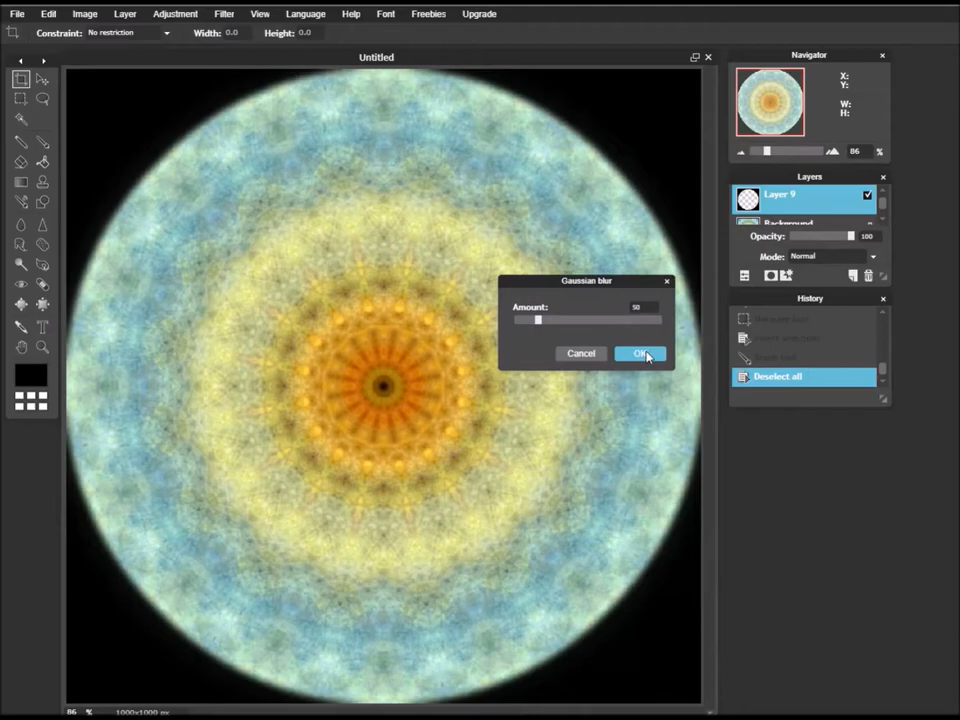 File Edit Image Layer Adjustment Filter View Language Help Font Freebies Upgrade
Constraint: No restriction Width: 0.0 Height: 0.0
Untitled
Navigator
X:
Y:
W:
H:
86 %
Layers
Layer 9
Background
Opacity: 100
Mode: Normal
Gaussian blur
Amount: 50
Cancel OK
History
Deselect all
86 % 1000x1000 px